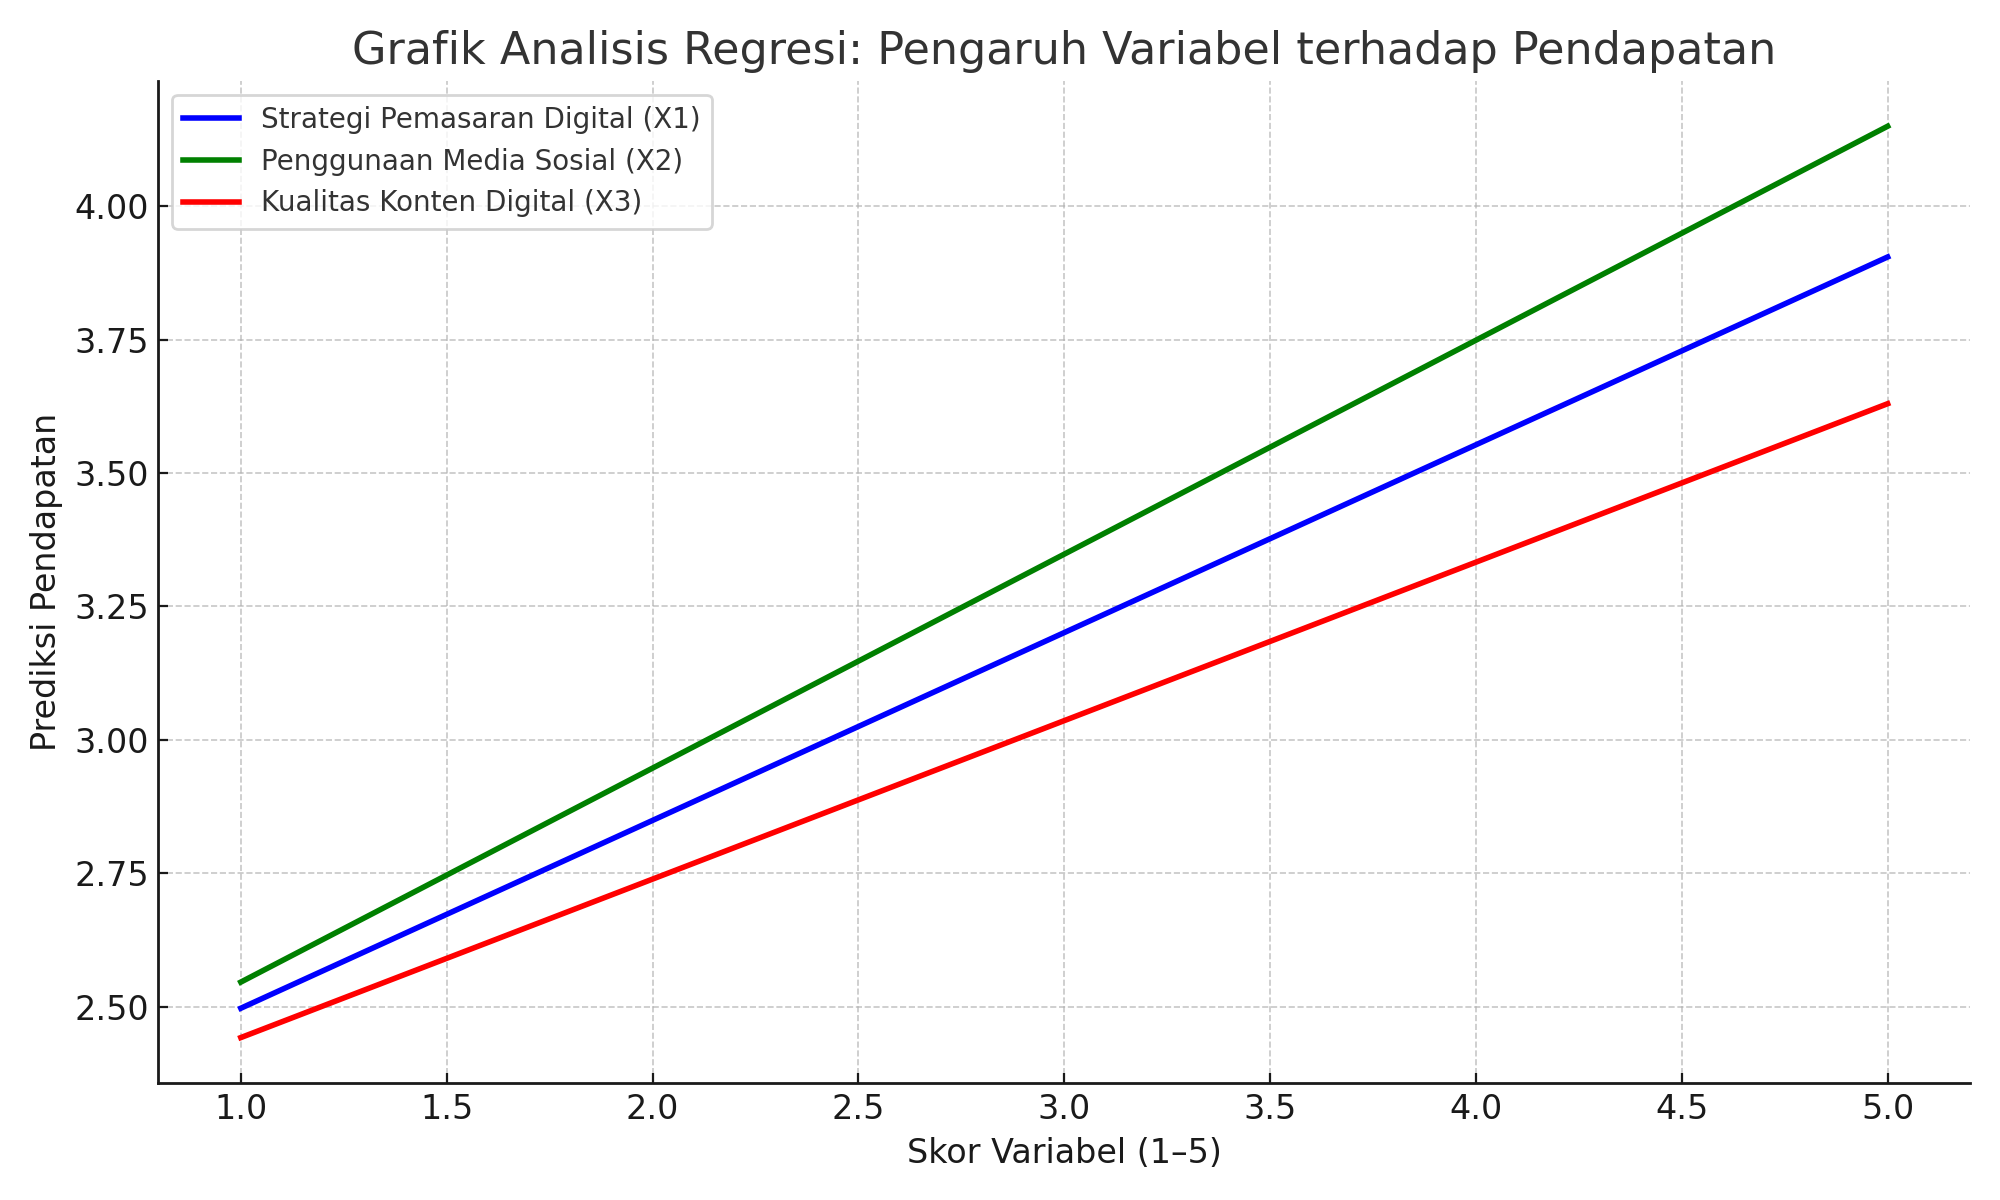 Grafik Analisis Regresi: Pengaruh Variabel terhadap Pendapatan
Strategi Pemasaran Digital (X1)
Penggunaan Media Sosial (X2)
Kualitas Konten Digital (X3)
Prediksi Pendapatan
4.00
3.75
3.50
3.25
3.00
2.75
2.50
1.0 1.5 2.0 2.5 3.0 3.5 4.0 4.5 5.0
Skor Variabel (1–5)